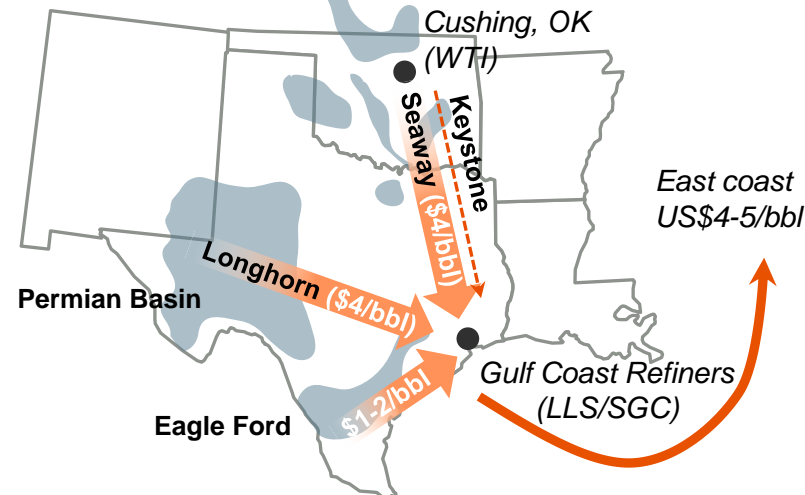 Cushing, OK
(WTI)
Seaway ($4/bbl)
Keystone
East coast
US$4-5/bbl
Longhorn ($4/bbl)
Permian Basin
Gulf Coast Refiners
(LLS/SGC)
$1-2/bbl
Eagle Ford